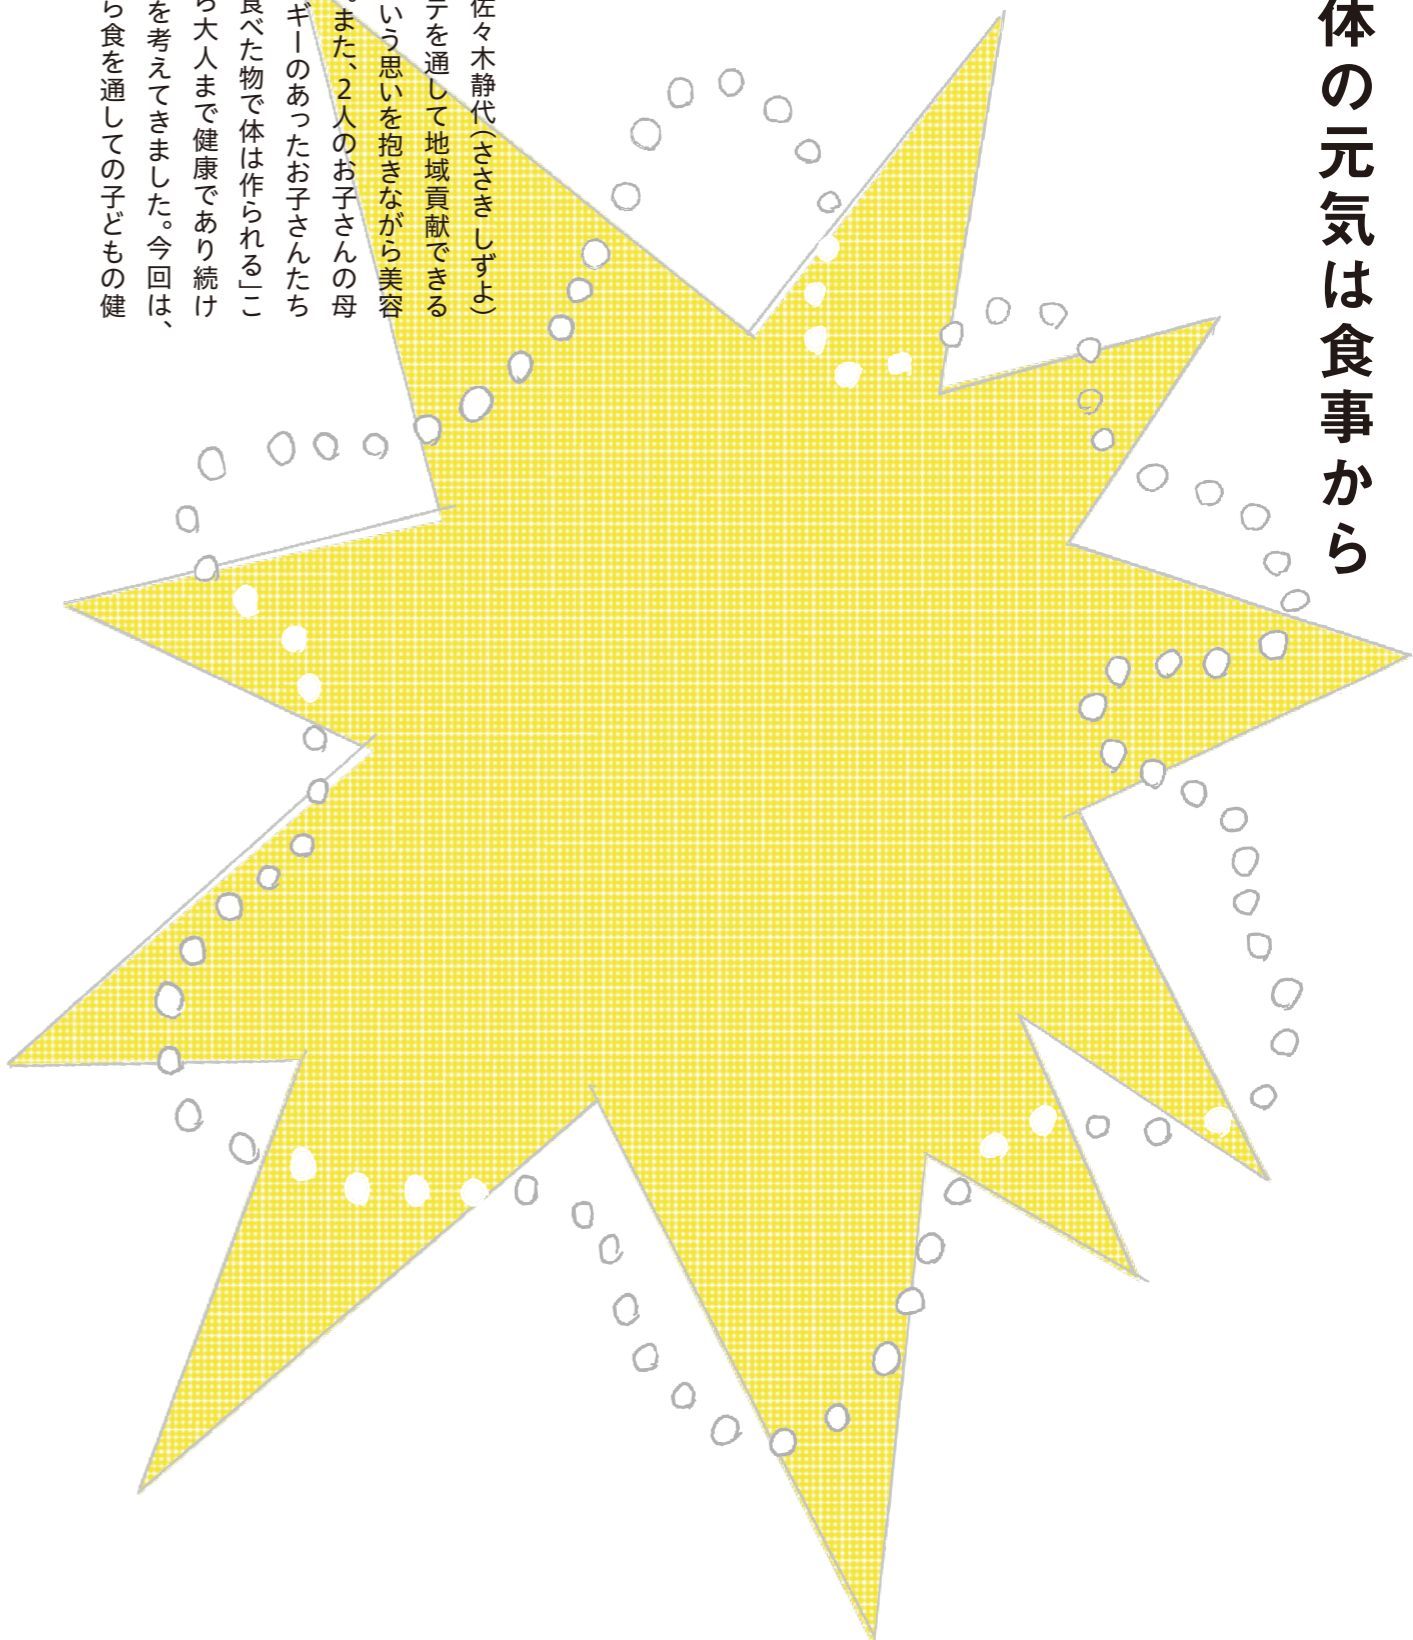 体の元気は食事から
佐々木静代(ささき しずよ)
テを通して地域貢献できる
いう思いを抱きながら美容
。また、2人のお子さんの母
ギーのあったお子さんたち
食べた物で体は作られる」こ
ら大人まで健康であり続け
を考えてきました。今回は、
ら食を通しての子どもの健